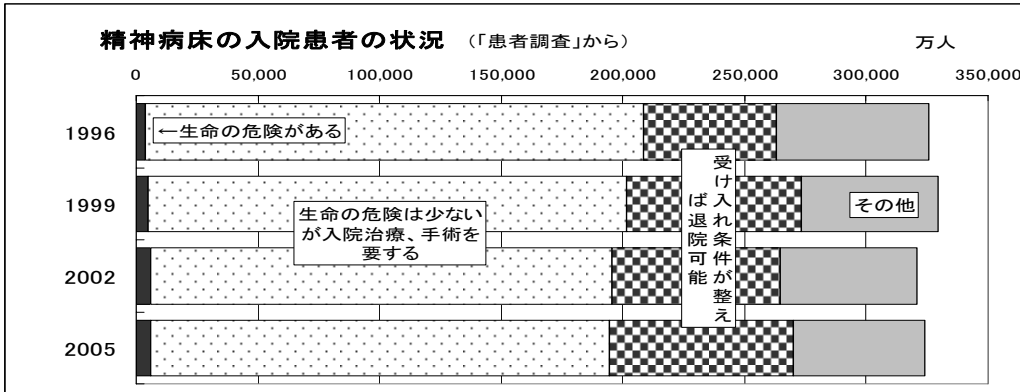 精神病床の入院患者の状況 (「患者調査」から) 万人
0 50,000 100,000 150,000 200,000 250,000 300,000 350,000
1996
←生命の危険がある
1999
生命の危険は少ない
が入院治療、手術を
要する
受け入れ条件が整え
ば退院可能
その他
2002
2005